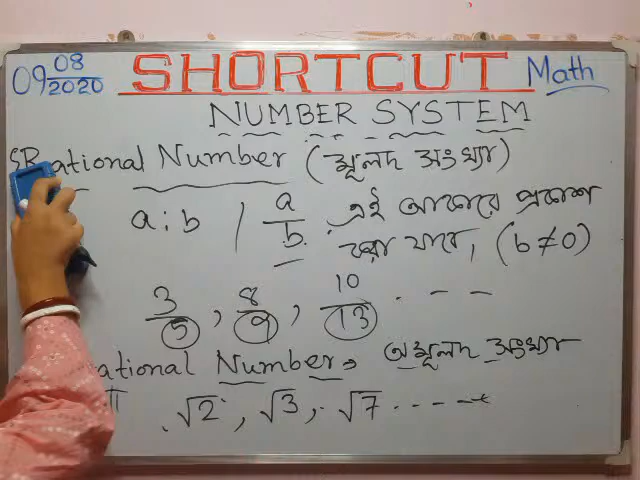 09 08/2020 SHORTCUT Math
NUMBER SYSTEM
Rational Number (মূলদ সংখ্যা)
a:b / a/b এই আকারে প্রকাশ
করা যাবে, (b≠0)
3/5, 8/9, 10/13 . - -
ational Number অমূলদ সংখ্যা
π √2, √3, √7 . - - - -